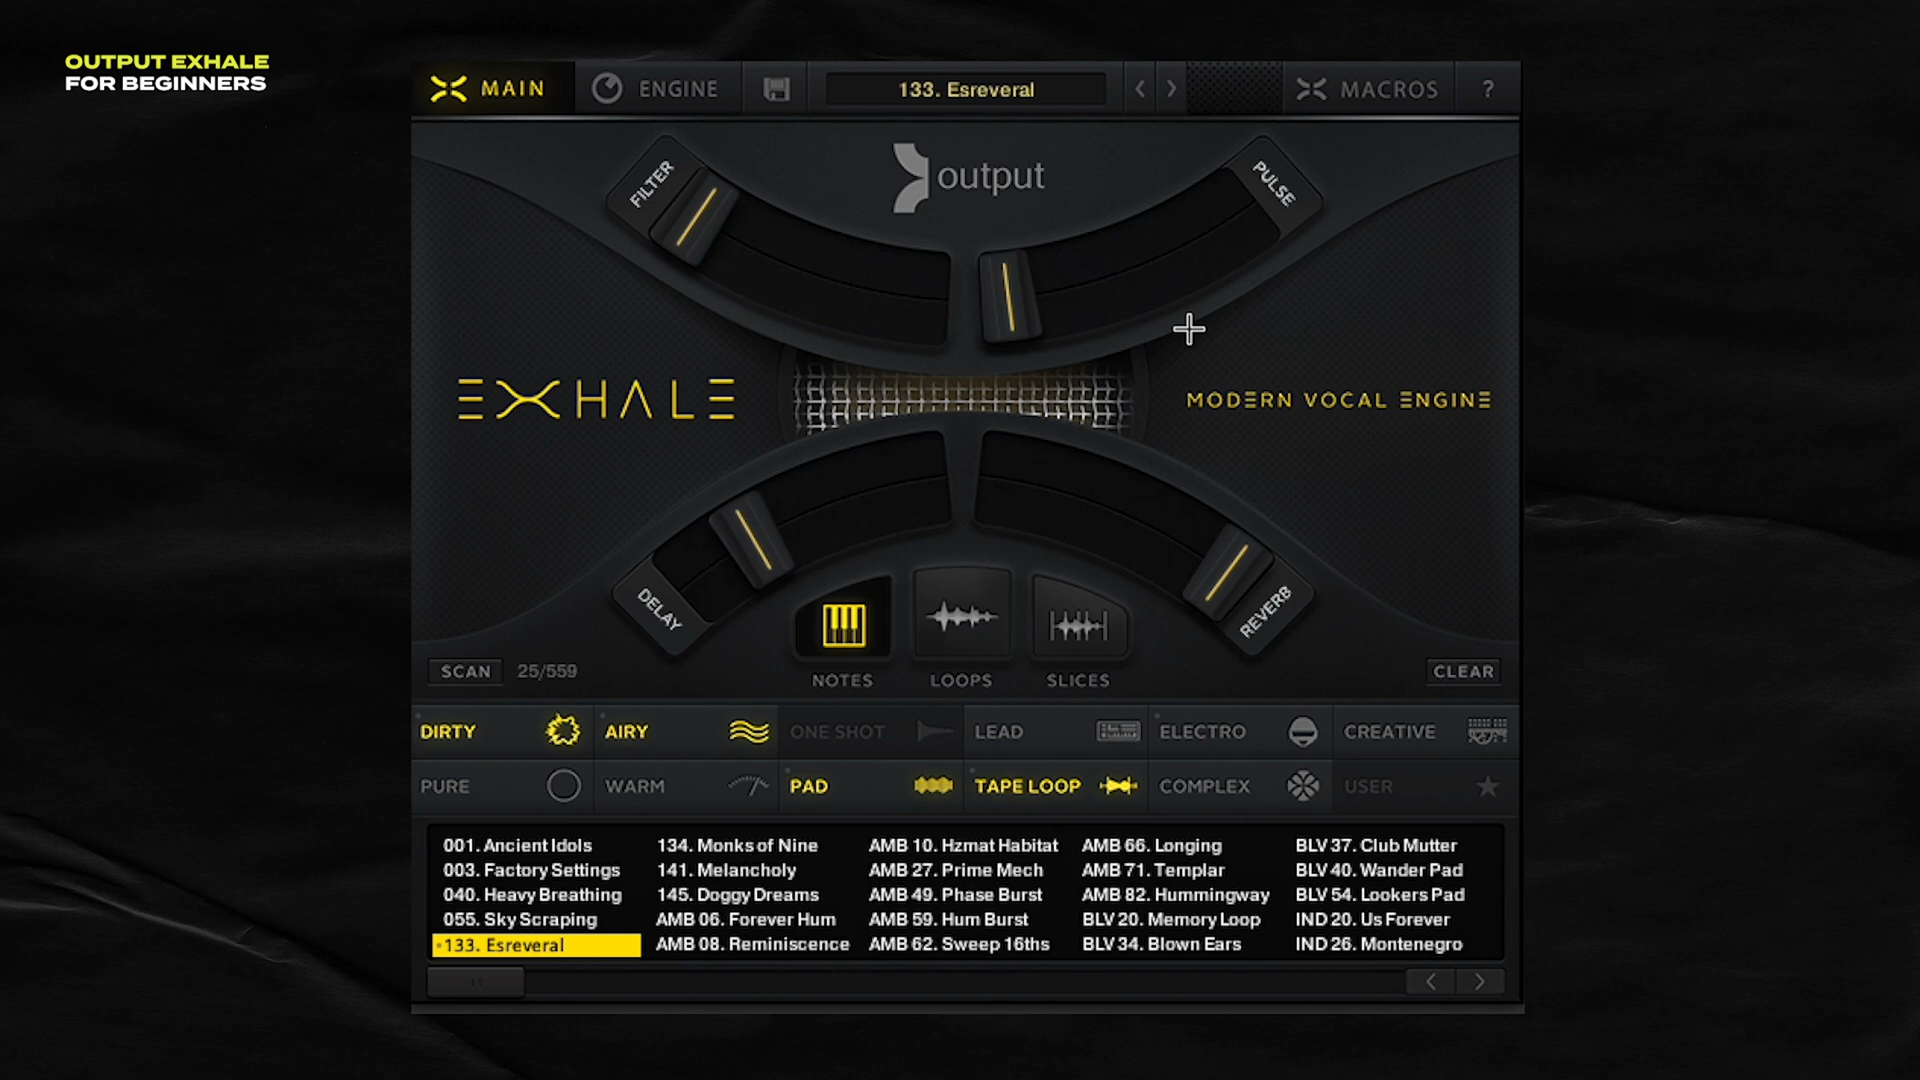 OUTPUT EXHALE
FOR BEGINNERS
MAIN
ENGINE
133. Esreveral
MACROS
?
FILTER
output
PULSE
EXHALE
MODERN VOCAL ENGINE
DELAY
REVERB
NOTES
LOOPS
SLICES
SCAN
25/559
CLEAR
DIRTY
AIRY
ONE SHOT
LEAD
ELECTRO
CREATIVE
PURE
WARM
PAD
TAPE LOOP
COMPLEX
USER
001. Ancient Idols
003. Factory Settings
040. Heavy Breathing
055. Sky Scraping
133. Esreveral
134. Monks of Nine
141. Melancholy
145. Doggy Dreams
AMB 06. Forever Hum
AMB 08. Reminiscence
AMB 10. Hzmat Habitat
AMB 27. Prime Mech
AMB 49. Phase Burst
AMB 59. Hum Burst
AMB 62. Sweep 16ths
AMB 66. Longing
AMB 71. Templar
AMB 82. Hummingway
BLV 20. Memory Loop
BLV 34. Blown Ears
BLV 37. Club Mutter
BLV 40. Wander Pad
BLV 54. Lookers Pad
IND 20. Us Forever
IND 26. Montenegro